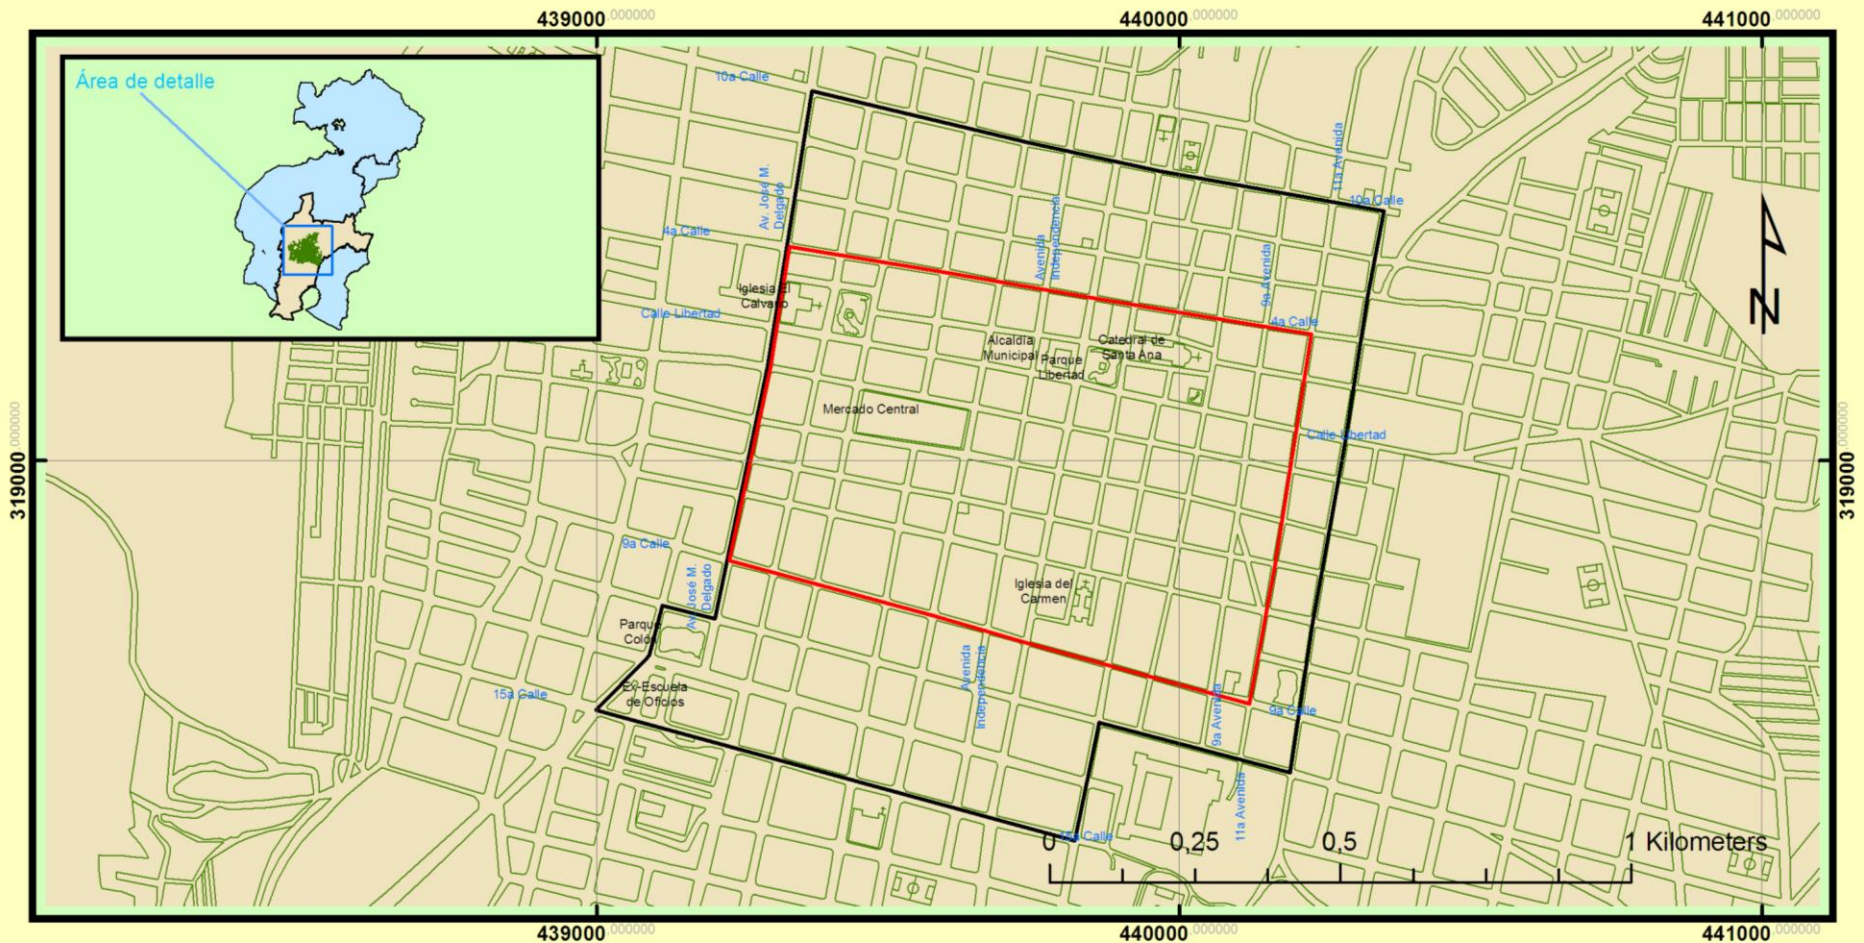 439000,000000
440000,000000
441000,000000
Área de detalle
10a Calle
11a Avenida
10a Calle
Av. José M.
Delgado
4a Calle
Avenida
Independencia
9a Avenida
Iglesia El
Calvario
Calle Libertad
4a Calle
Alcaldía
Municipal
Parque
Libertad
Catedral de
Santa Ana
N
Mercado Central
Calle Libertad
319000,000000
319000,000000
9a Calle
Av. José M.
Delgado
Iglesia del
Carmen
Parque
Colón
Avenida
Independencia
15a Calle
Ex-Escuela
de Oficios
9a Avenida
9a Calle
11a Avenida
15a Calle
0 0,25 0,5 1 Kilometers
439000,000000
440000,000000
441000,000000